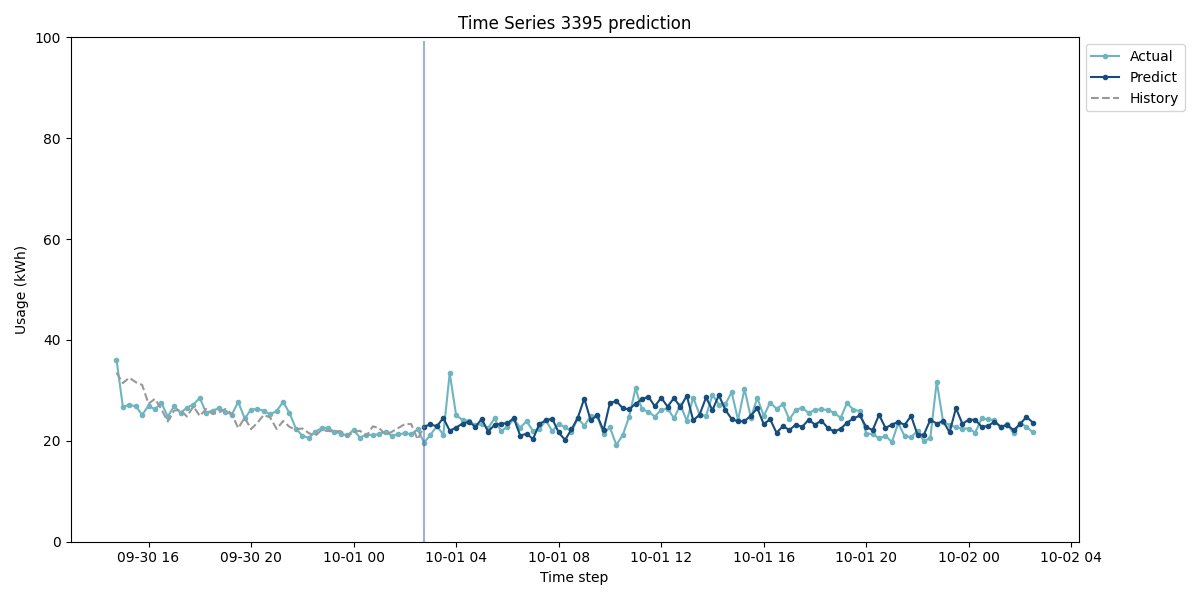 Time Series 3395 prediction
100
80
60
40
20
0
Usage (kWh)
09-30 16
09-30 20
10-01 00
10-01 04
10-01 08
10-01 12
10-01 16
10-01 20
10-02 00
10-02 04
Time step
Actual
Predict
History